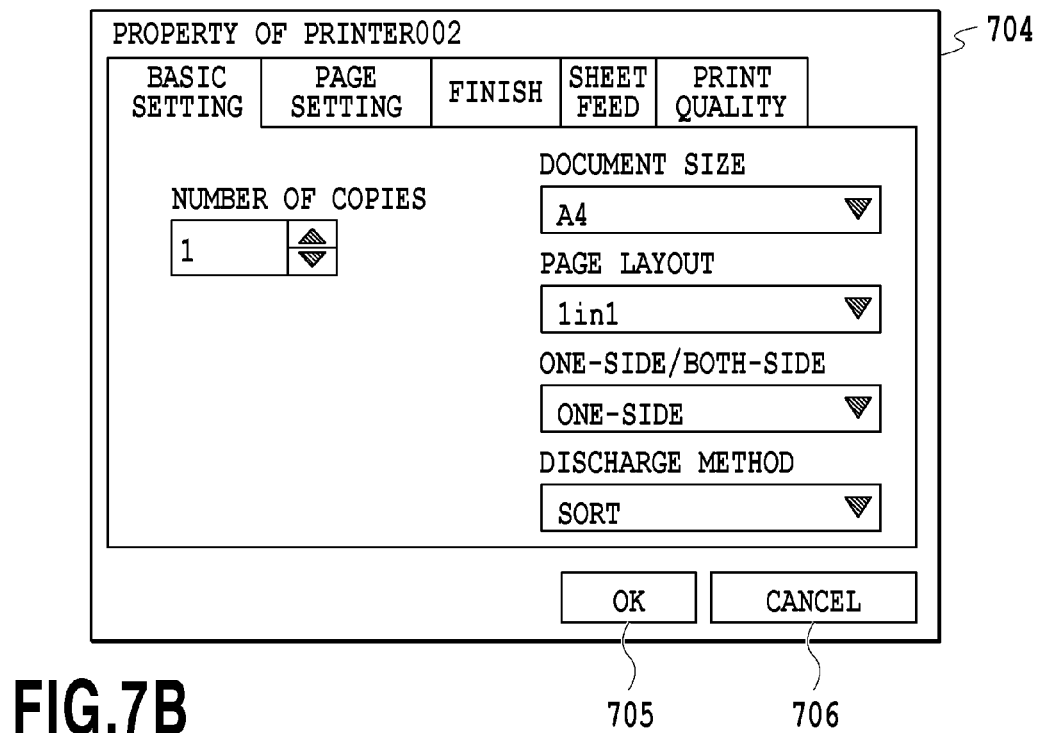 PROPERTY OF PRINTER002
704
BASIC
SETTING
PAGE
SETTING
FINISH
SHEET
FEED
PRINT
QUALITY
NUMBER OF COPIES
1
DOCUMENT SIZE
A4
PAGE LAYOUT
1in1
ONE-SIDE/BOTH-SIDE
ONE-SIDE
DISCHARGE METHOD
SORT
OK
CANCEL
705
706
FIG.7B